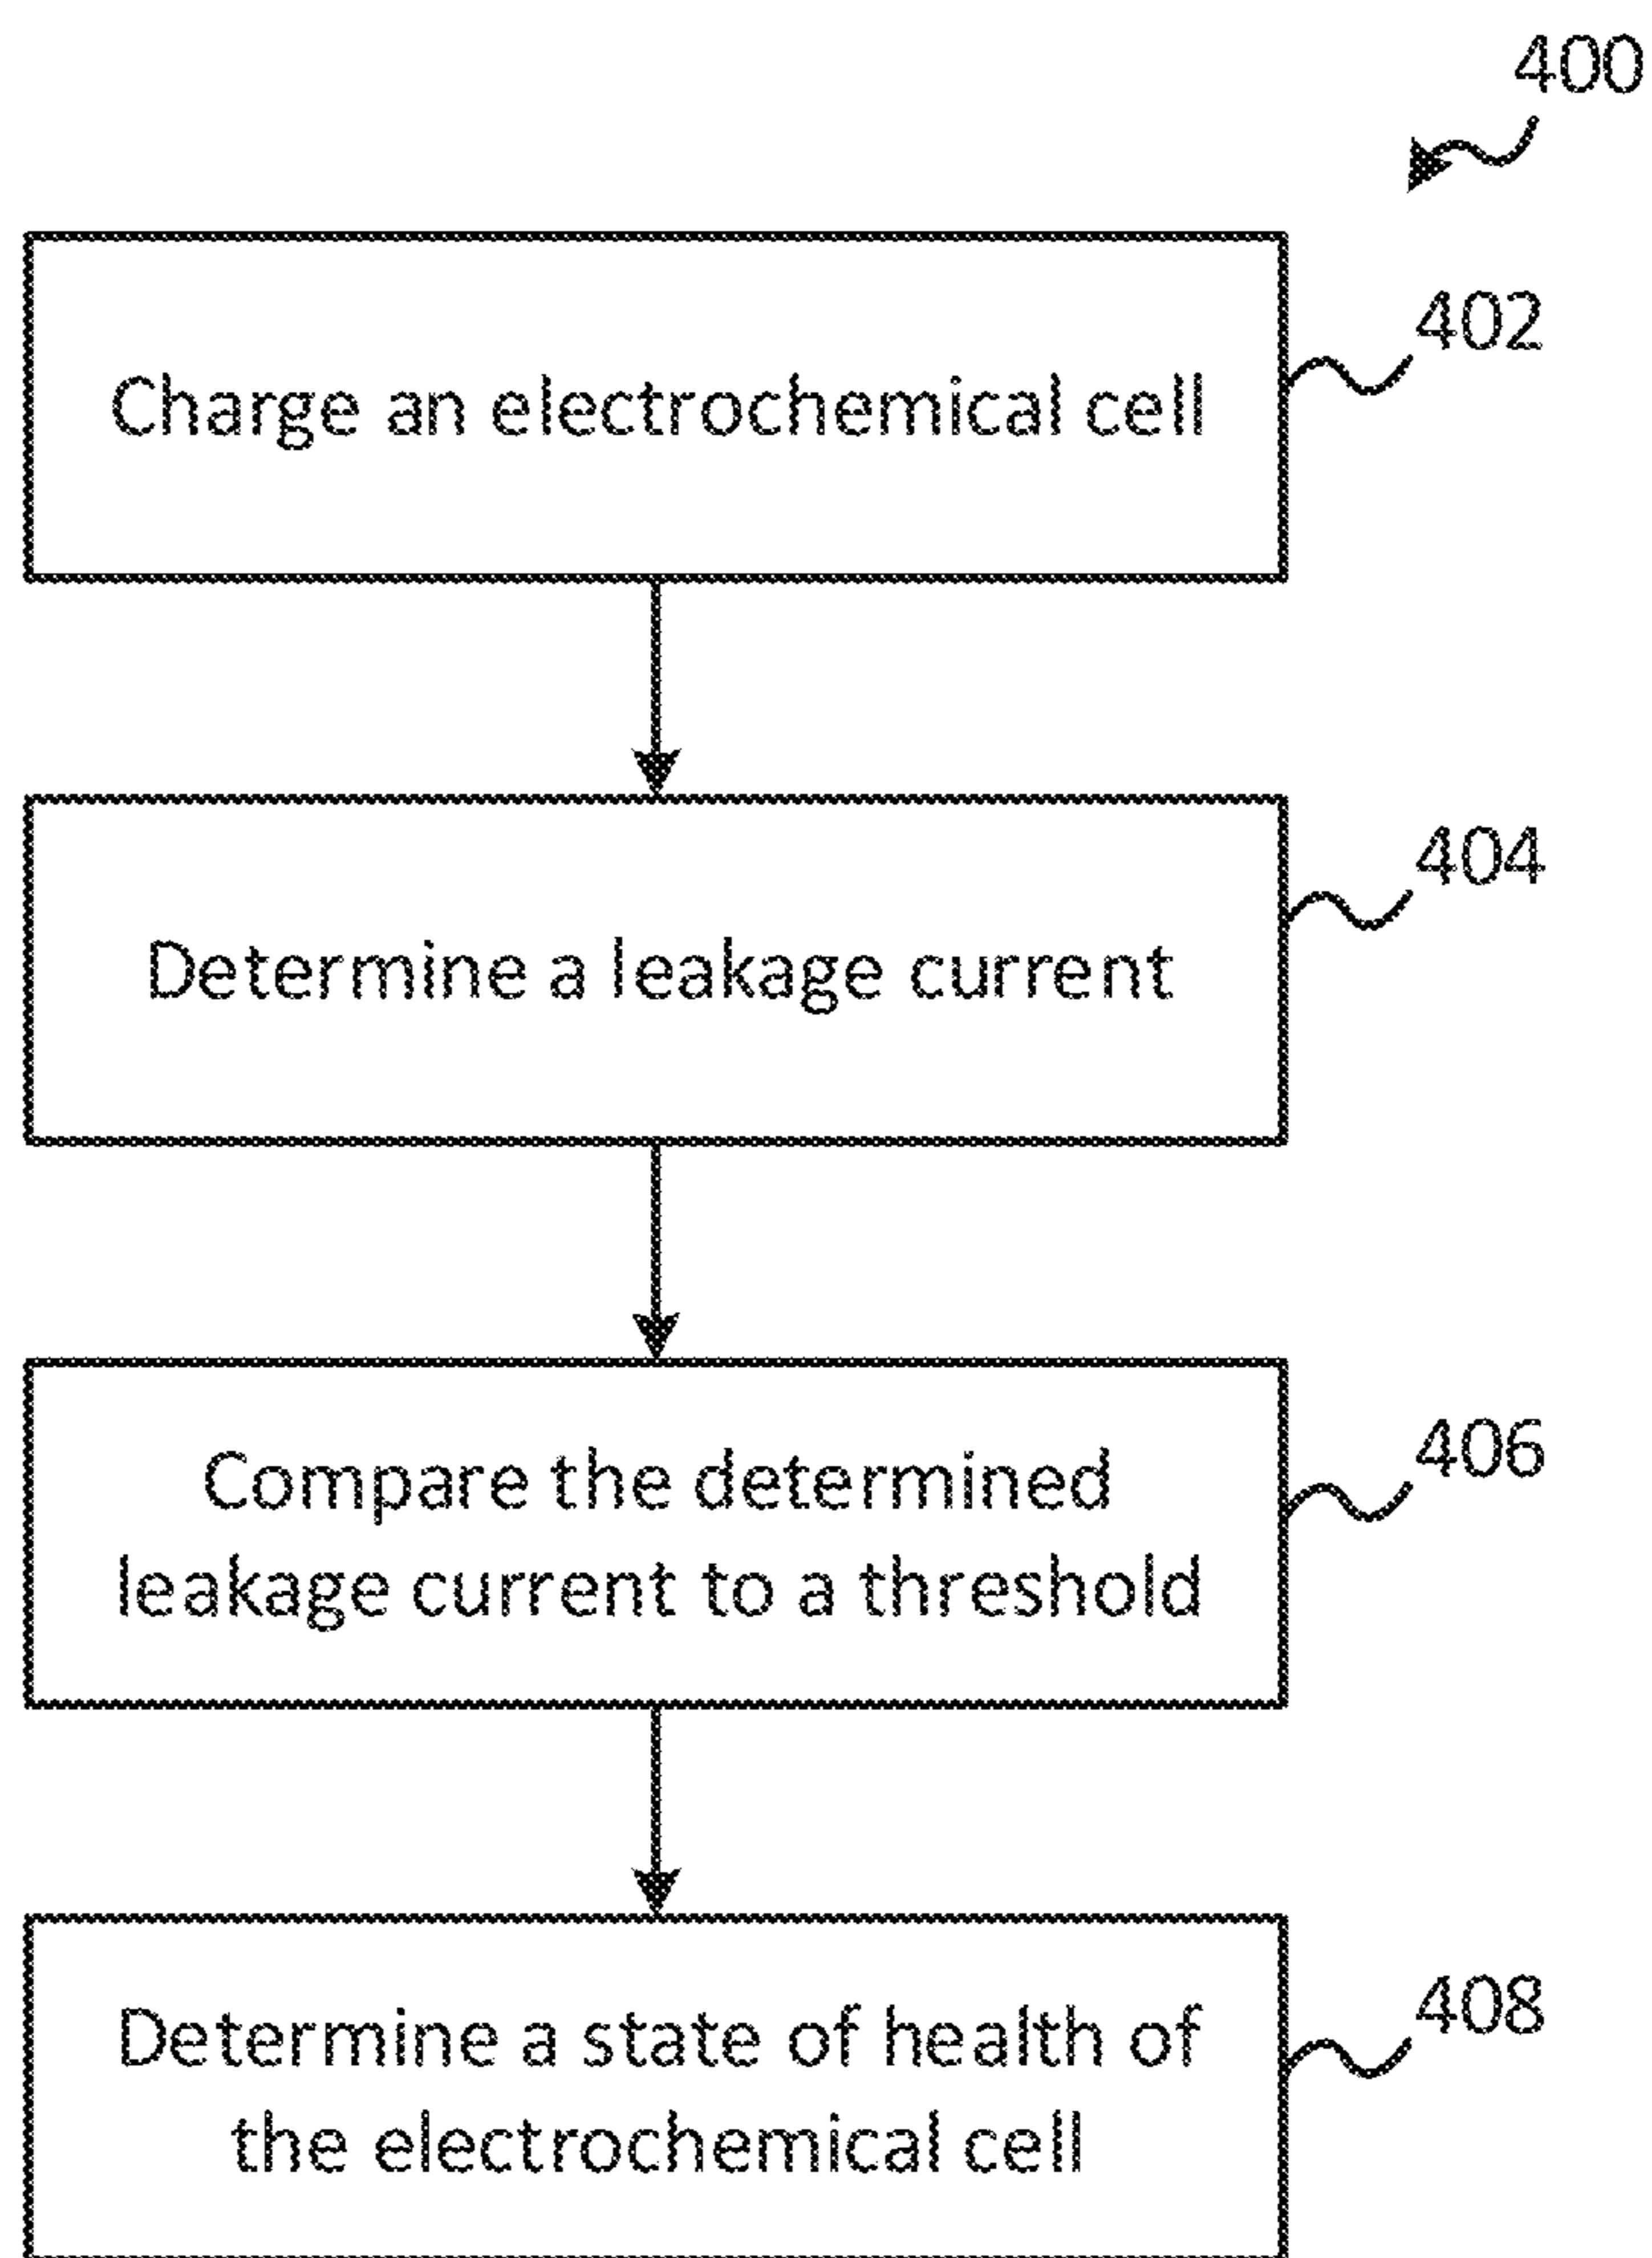 400
Charge an electrochemical cell
402
Determine a leakage current
404
Compare the determined
leakage current to a threshold
406
Determine a state of health of
the electrochemical cell
408